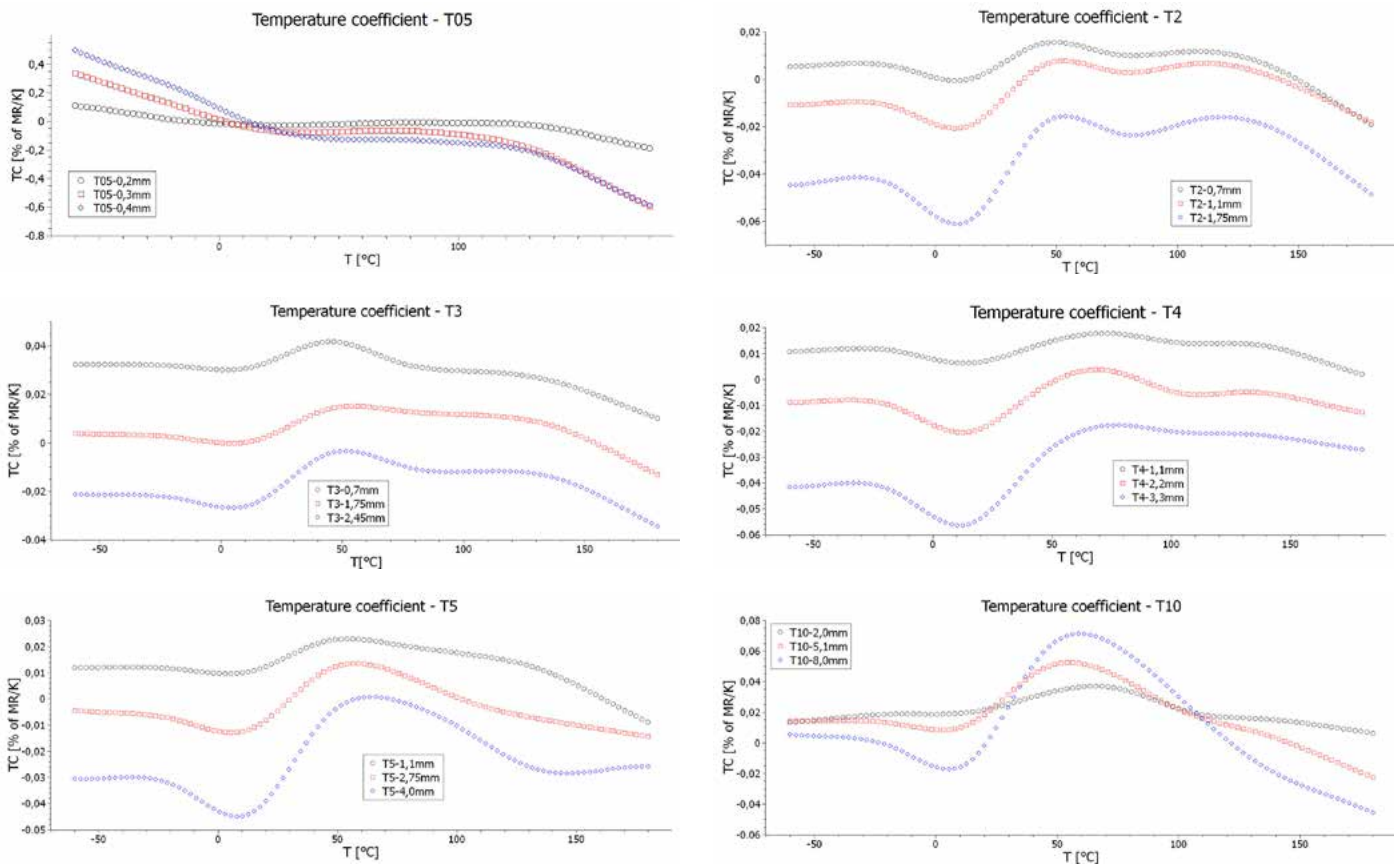 Temperature coefficient - T05
TC [% of MR/K]
0,4
0,2
0
-0,2
-0,4
-0,6
-0.8
T05-0,2mm
T05-0,3mm
T05-0,4mm
0 100
T [°C]
Temperature coefficient - T2
TC [% of MR/K]
0,02
0
-0,02
-0,04
-0,06
T2-0,7mm
T2-1,1mm
T2-1,75mm
-50 0 50 100 150
T [°C]
Temperature coefficient - T3
TC [% of MR/K]
0,04
0,02
0
-0,02
-0.04
T3-0,7mm
T3-1,75mm
T3-2,45mm
-50 0 50 100 150
T[°C]
Temperature coefficient - T4
TC [% of MR/K]
0,02
0,01
0
-0,01
-0,02
-0,03
-0,04
-0,05
-0.06
T4-1,1mm
T4-2,2mm
T4-3,3mm
-50 0 50 100 150
T [°C]
Temperature coefficient - T5
TC [% of MR/K]
0,03
0,02
0,01
0
-0,01
-0,02
-0,03
-0,04
-0.05
T5-1,1mm
T5-2,75mm
T5-4,0mm
-50 0 50 100 150
T [°C]
Temperature coefficient - T10
TC [% of MR/K]
0,08
0,06
0,04
0,02
0
-0,02
-0,04
-0.06
T10-2,0mm
T10-5,1mm
T10-8,0mm
-50 0 50 100 150
T [°C]